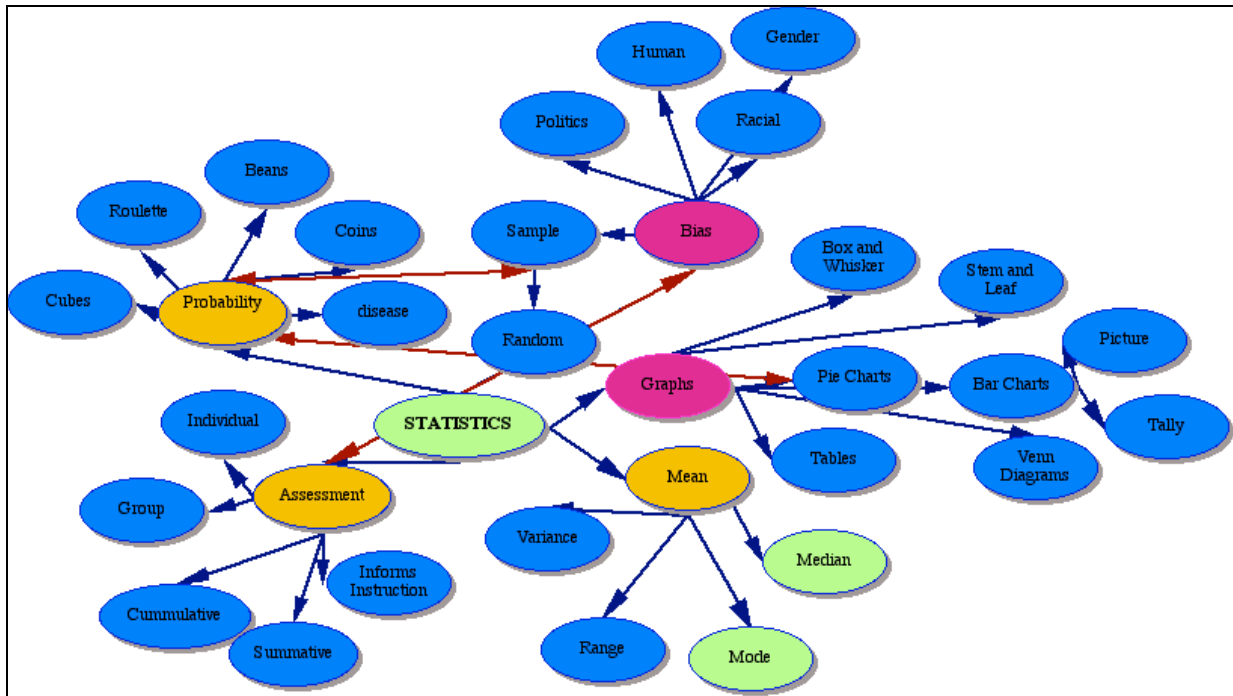 Gender
Human
Politics
Racial
Beans
Roulette
Coins
Sample
Bias
Box and
Whisker
Stem and
Leaf
Cubes
Probability
disease
Random
Picture
Graphs
Pie Charts
Bar Charts
Individual
STATISTICS
Tally
Tables
Venn
Diagrams
Group
Assessment
Mean
Variance
Median
Informs
Instruction
Cummulative
Summative
Range
Mode